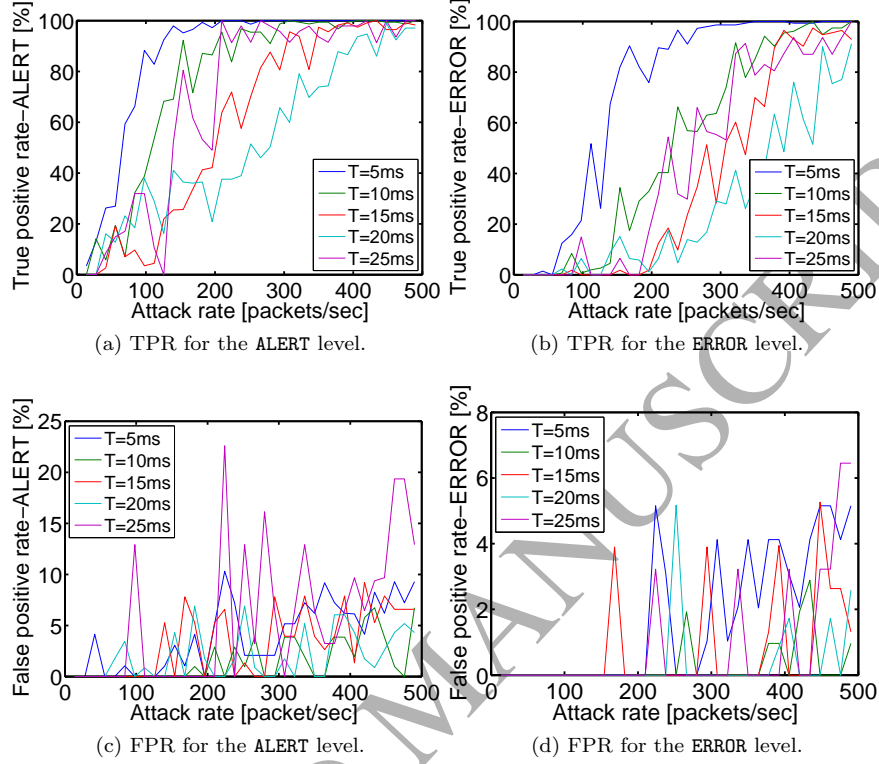 True positive rate−ALERT [%]
100
80
60
40
20
0
T=5ms
T=10ms
T=15ms
T=20ms
T=25ms
0 100 200 300 400 500
Attack rate [packets/sec]
(a) TPR for the ALERT level.
True positive rate−ERROR [%]
100
80
60
40
20
0
T=5ms
T=10ms
T=15ms
T=20ms
T=25ms
0 100 200 300 400 500
Attack rate [packets/sec]
(b) TPR for the ERROR level.
False positive rate−ALERT [%]
25
20
15
10
5
0
T=5ms
T=10ms
T=15ms
T=20ms
T=25ms
0 100 200 300 400 500
Attack rate [packet/sec]
(c) FPR for the ALERT level.
False positive rate−ERROR [%]
8
6
4
2
0
T=5ms
T=10ms
T=15ms
T=20ms
T=25ms
0 100 200 300 400 500
Attack rate [packets/sec]
(d) FPR for the ERROR level.
MANUSCRIP